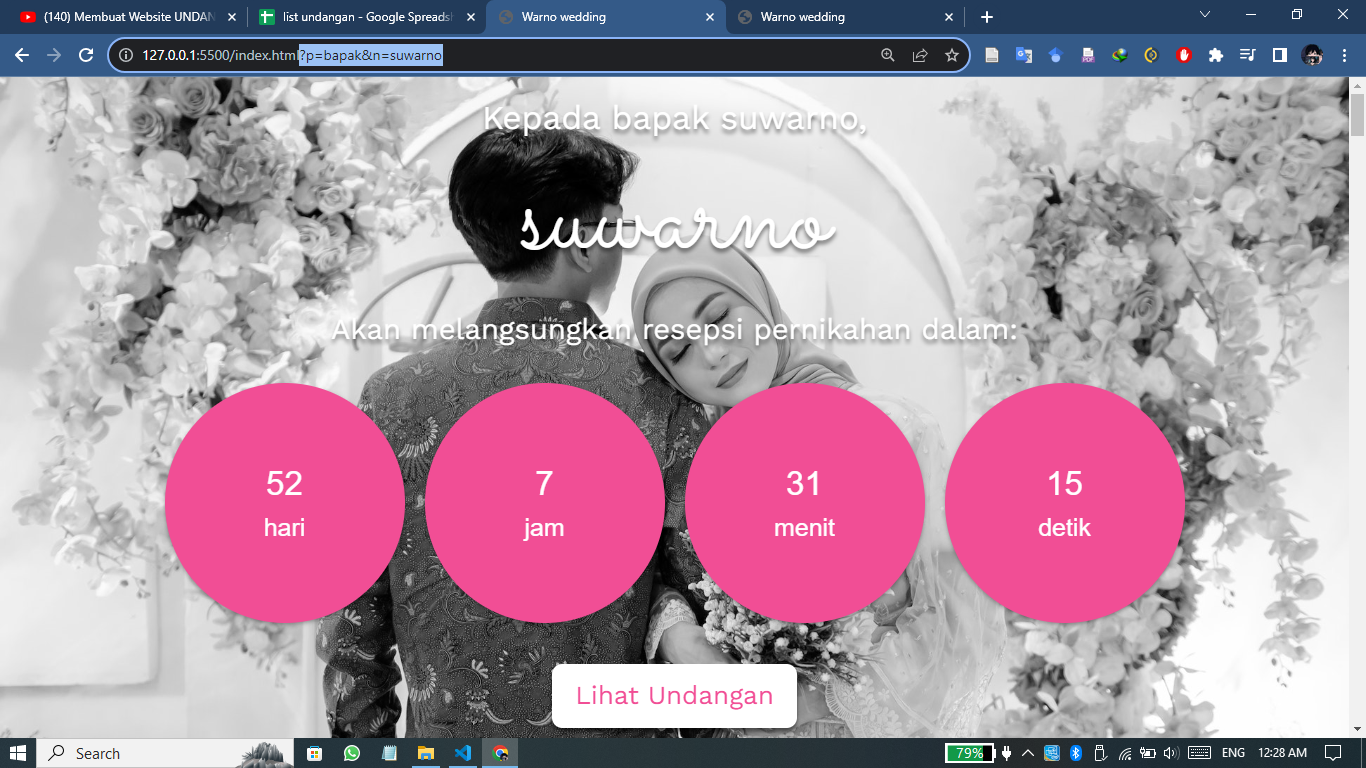 (140) Membuat Website UNDAN
list undangan - Google Spreadsh
Warno wedding
Warno wedding
127.0.0.1:5500/index.html?p=bapak&n=suwarno
Kepada bapak suwarno,
suwarno
Akan melangsungkan resepsi pernikahan dalam:
52
hari
7
jam
31
menit
15
detik
Lihat Undangan
Search
79%
ENG
12:28 AM